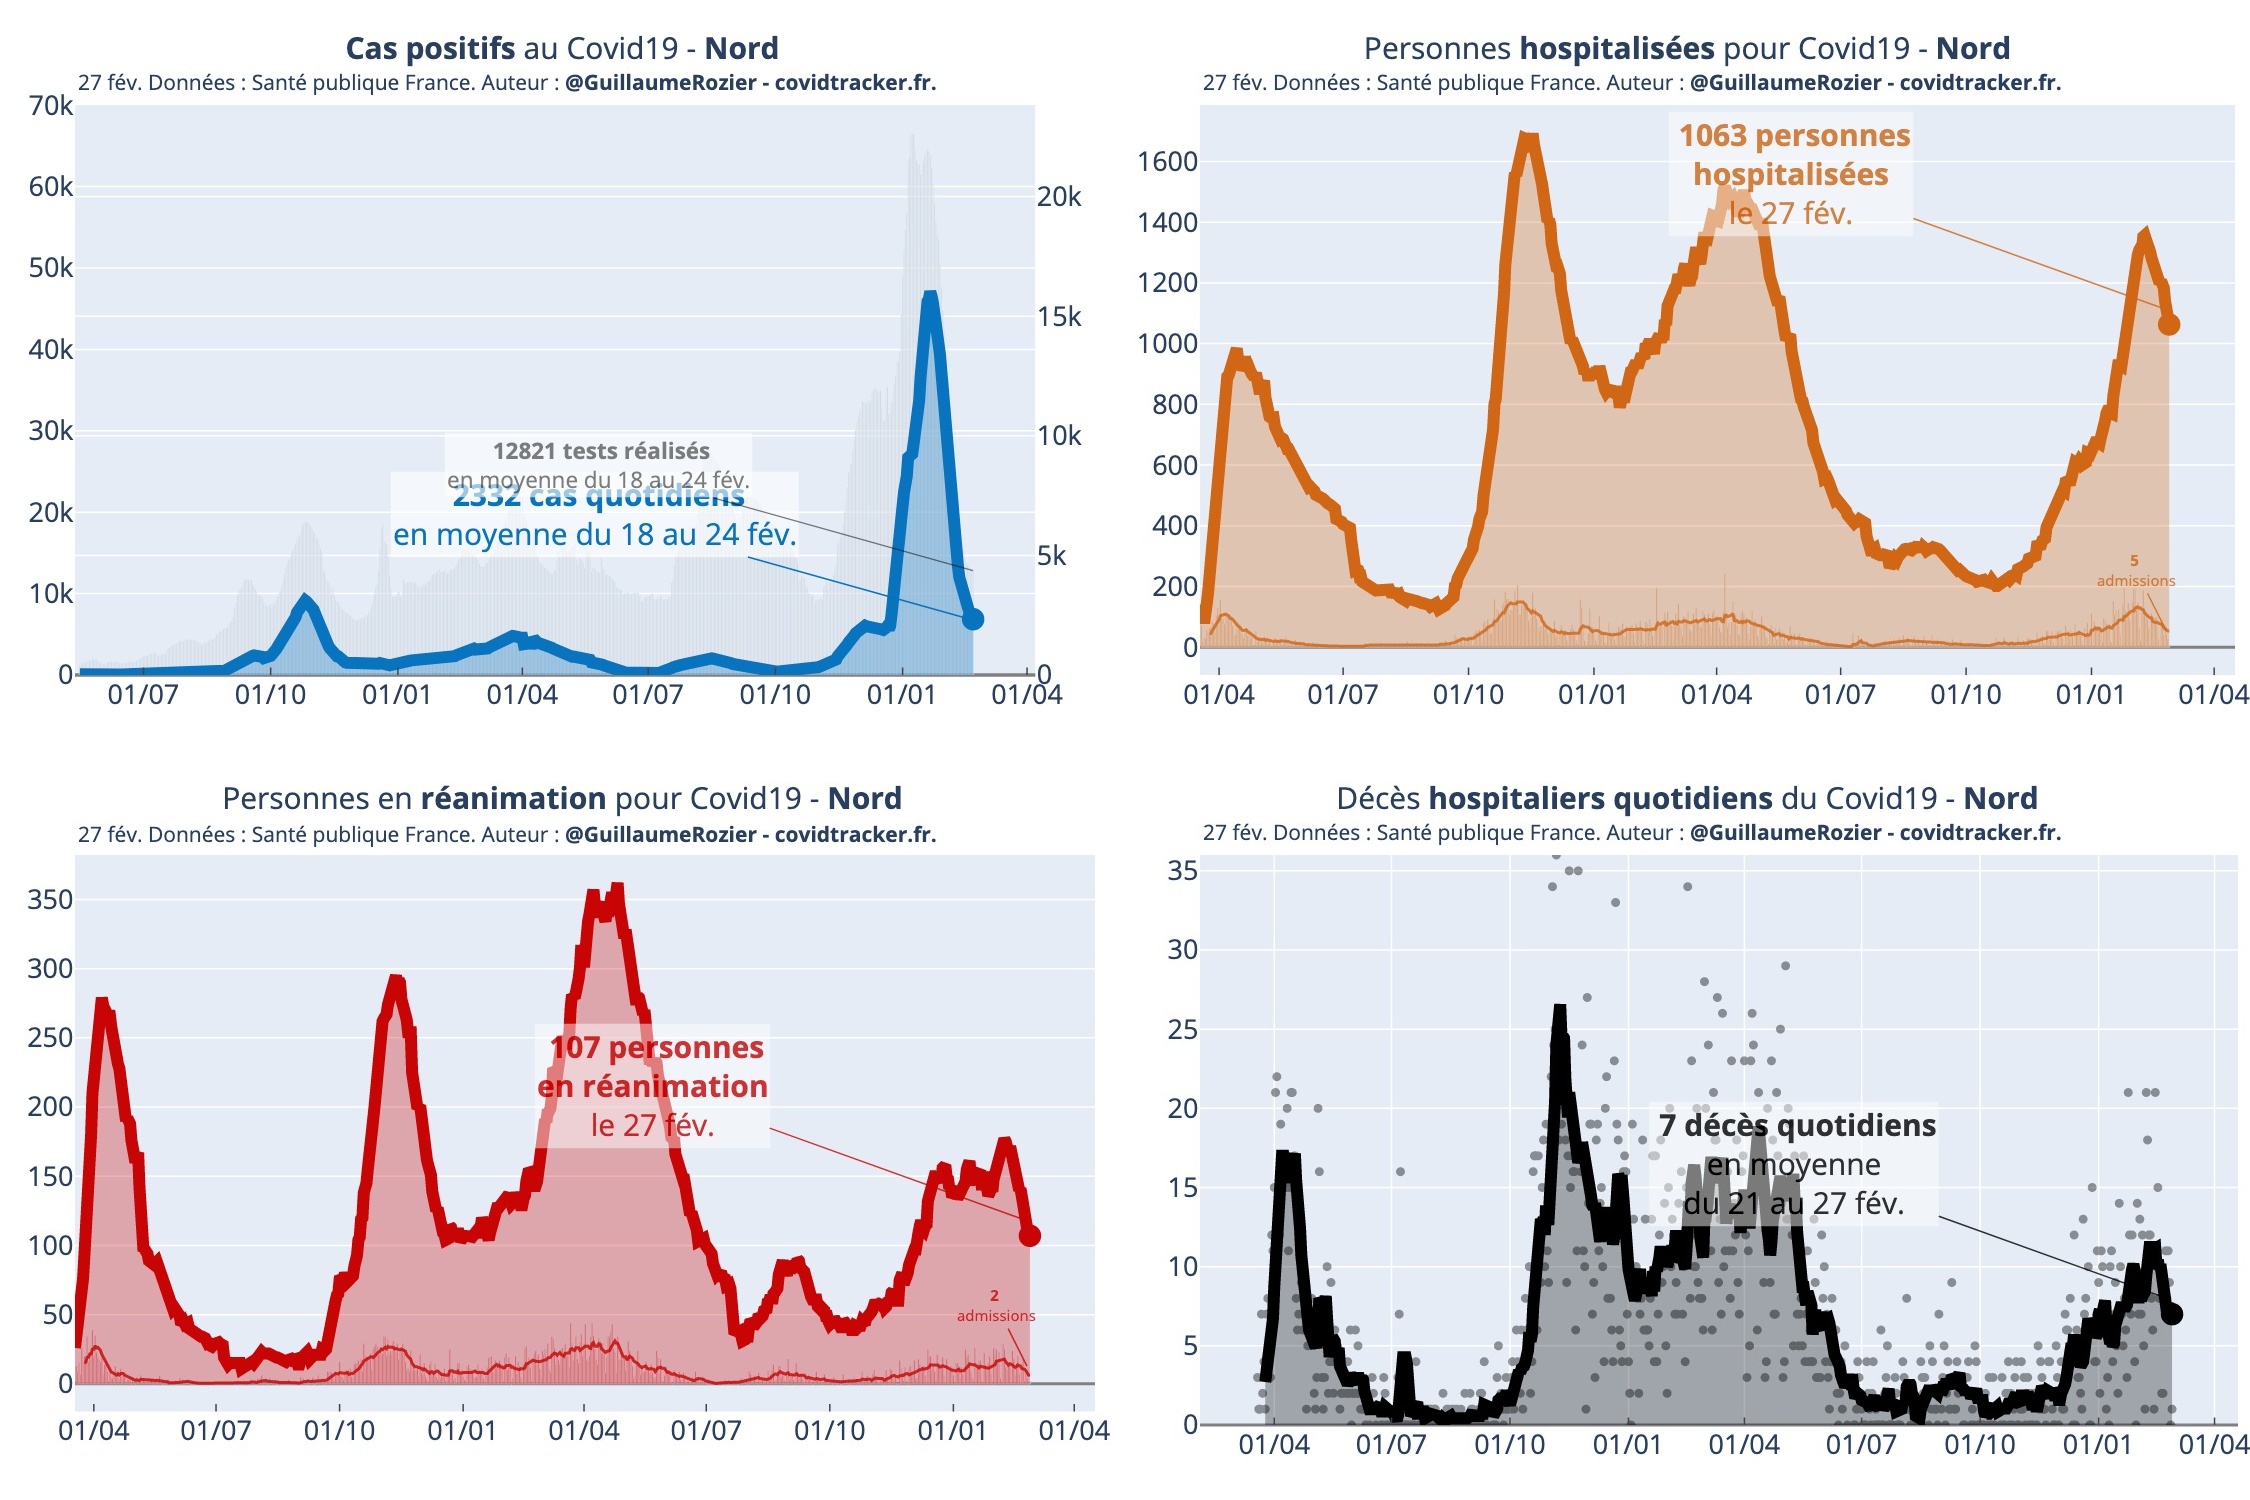 Cas positifs au Covid19 - Nord
27 fév. Données : Santé publique France. Auteur : @GuillaumeRozier - covidtracker.fr.
70k
60k
50k
40k
30k
20k
10k
0
20k
15k
10k
5k
0
12821 tests réalisés
en moyenne du 18 au 24 fév.
2332 cas quotidiens
en moyenne du 18 au 24 fév.
01/07 01/10 01/01 01/04 01/07 01/10 01/01 01/04
Personnes hospitalisées pour Covid19 - Nord
27 fév. Données : Santé publique France. Auteur : @GuillaumeRozier - covidtracker.fr.
1600
1400
1200
1000
800
600
400
200
0
1063 personnes
hospitalisées
le 27 fév.
5
admissions
01/04 01/07 01/10 01/01 01/04 01/07 01/10 01/01 01/04
Personnes en réanimation pour Covid19 - Nord
27 fév. Données : Santé publique France. Auteur : @GuillaumeRozier - covidtracker.fr.
350
300
250
200
150
100
50
0
107 personnes
en réanimation
le 27 fév.
2
admissions
01/04 01/07 01/10 01/01 01/04 01/07 01/10 01/01 01/04
Décès hospitaliers quotidiens du Covid19 - Nord
27 fév. Données : Santé publique France. Auteur : @GuillaumeRozier - covidtracker.fr.
35
30
25
20
15
10
5
0
7 décès quotidiens
en moyenne
du 21 au 27 fév.
01/04 01/07 01/10 01/01 01/04 01/07 01/10 01/01 01/04